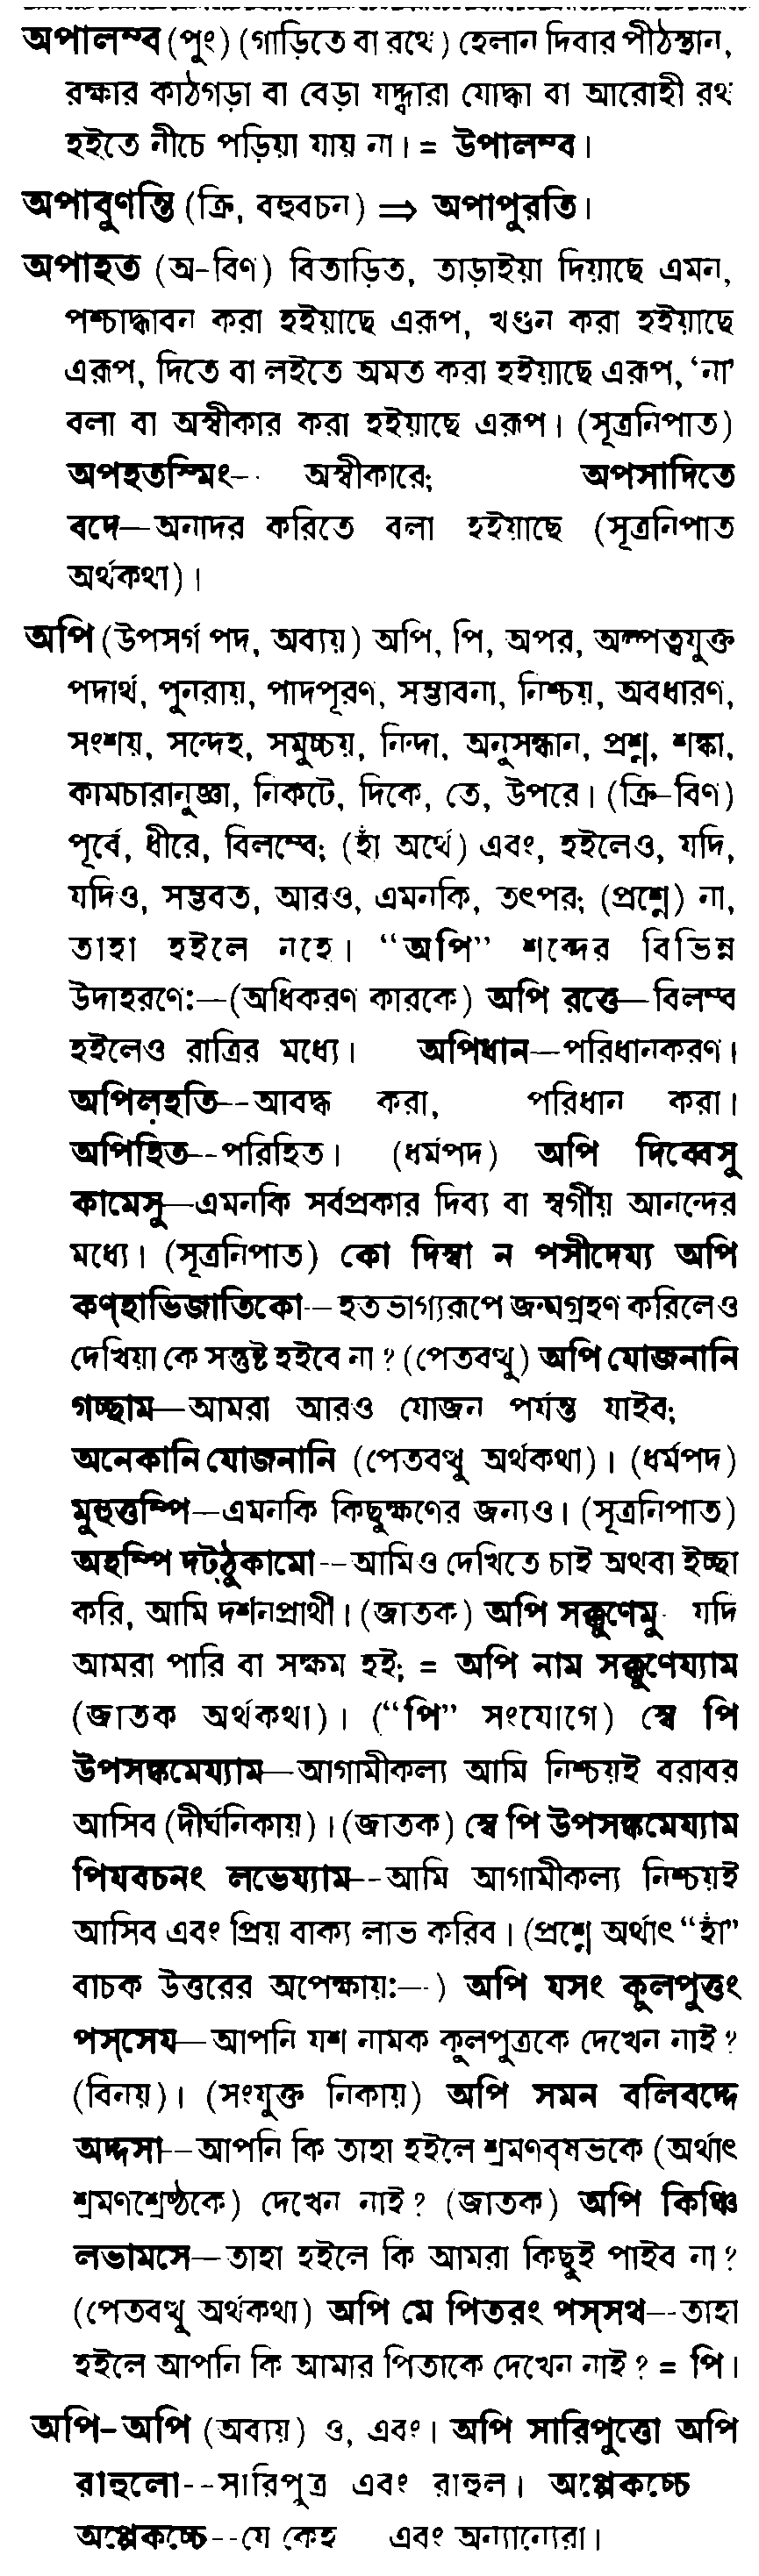 অপালম্ব (পুং) (গাড়িতে বা রথে) হেলান দিবার পীঠস্থান,
রক্ষার কাঠগড়া বা বেড়া যদ্দ্বারা যোদ্ধা বা আরোহী রথ
হইতে নীচে পড়িয়া যায় না। = উপালম্ব।
অপাবুণন্তি (ক্রি, বহুবচন) ⇒ অপাপুরতি।
অপাহত (অ-বিণ) বিতাড়িত, তাড়াইয়া দিয়াছে এমন,
পশ্চাদ্ধাবন করা হইয়াছে এরূপ, খণ্ডন করা হইয়াছে
এরূপ, দিতে বা লইতে অমত করা হইয়াছে এরূপ, ‘না’
বলা বা অস্বীকার করা হইয়াছে এরূপ। (সূত্রনিপাত)
অপহতস্মিং-- অস্বীকারে; অপসাদিতে
বদে—অনাদর করিতে বলা হইয়াছে (সূত্রনিপাত
অর্থকথা)।
অপি (উপসর্গ পদ, অব্যয়) অপি, পি, অপর, অল্পত্বযুক্ত
পদার্থ, পুনরায়, পাদপূরণ, সম্ভাবনা, নিশ্চয়, অবধারণ,
সংশয়, সন্দেহ, সমুচ্চয়, নিন্দা, অনুসন্ধান, প্রশ্ন, শঙ্কা,
কামচারানুজ্ঞা, নিকটে, দিকে, তে, উপরে। (ক্রি-বিণ)
পূর্বে, ধীরে, বিলম্বে; (হাঁ অর্থে) এবং, হইলেও, যদি,
যদিও, সম্ভবত, আরও, এমনকি, তৎপর; (প্রশ্নে) না,
তাহা হইলে নহে। “অপি” শব্দের বিভিন্ন
উদাহরণে:—(অধিকরণ কারকে) অপি রত্তে—বিলম্ব
হইলেও রাত্রির মধ্যে। অপিধান—পরিধানকরণ।
অপিল়হতি--আবদ্ধ করা, পরিধান করা।
অপিহিত--পরিহিত। (ধর্মপদ) অপি দিব্বেসু
কামেসু—এমনকি সর্বপ্রকার দিব্য বা স্বর্গীয় আনন্দের
মধ্যে। (সূত্রনিপাত) কো দিস্বা ন পসীদেয্য অপি
কণ্হাভিজাতিকো—হতভাগ্যরূপে জন্মগ্রহণ করিলেও
দেখিয়া কে সন্তুষ্ট হইবে না? (পেতবত্থু) অপি যোজনানি
গচ্ছাম—আমরা আরও যোজন পর্যন্ত যাইব;
অনেকানি যোজনানি (পেতবত্থু অর্থকথা)। (ধর্মপদ)
মুহুত্তম্পি—এমনকি কিছুক্ষণের জন্যও। (সূত্রনিপাত)
অহম্পি দট্ঠুকামো--আমিও দেখিতে চাই অথবা ইচ্ছা
করি, আমি দর্শনপ্রার্থী। (জাতক) অপি সক্কুণেমু- যদি
আমরা পারি বা সক্ষম হই; = অপি নাম সক্কুণেয্যাম
(জাতক অর্থকথা)। (“পি” সংযোগে) স্বে পি
উপসঙ্কমেয্যাম—আগামীকল্য আমি নিশ্চয়ই বরাবর
আসিব (দীর্ঘনিকায়)। (জাতক) স্বে পি উপসঙ্কমেয্যাম
পিযবচনং লভেয্যাম--আমি আগামীকল্য নিশ্চয়ই
আসিব এবং প্রিয় বাক্য লাভ করিব। (প্রশ্নে অর্থাৎ “হাঁ”
বাচক উত্তরের অপেক্ষায়:--) অপি যসং কুলপুত্তং
পস্সেয—আপনি যশ নামক কুলপুত্রকে দেখেন নাই?
(বিনয়)। (সংযুক্ত নিকায়) অপি সমন বলিবদ্দে
অদ্দসা--আপনি কি তাহা হইলে শ্রমণবৃষভকে (অর্থাৎ
শ্রমণশ্রেষ্ঠকে) দেখেন নাই? (জাতক) অপি কিঞ্চি
লভামসে—তাহা হইলে কি আমরা কিছুই পাইব না?
(পেতবত্থু অর্থকথা) অপি মে পিতরং পস্সথ--তাহা
হইলে আপনি কি আমার পিতাকে দেখেন নাই? = পি।
অপি-অপি (অব্যয়) ও, এবং। অপি সারিপুত্তো অপি
রাহুলো--সারিপুত্র এবং রাহুল। অপ্পেকচ্চে
অপ্পেকচ্চে--যে কেহ এবং অন্যান্যেরা।